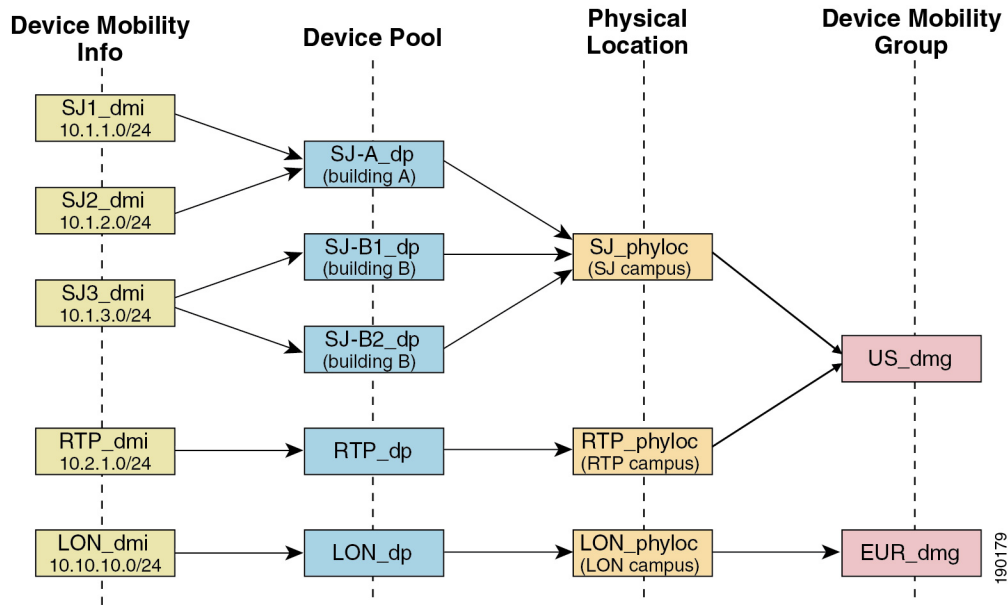 Device Mobility
Info
Device Pool
Physical
Location
Device Mobility
Group
SJ1_dmi
10.1.1.0/24
SJ2_dmi
10.1.2.0/24
SJ3_dmi
10.1.3.0/24
RTP_dmi
10.2.1.0/24
LON_dmi
10.10.10.0/24
SJ-A_dp
(building A)
SJ-B1_dp
(building B)
SJ-B2_dp
(building B)
RTP_dp
LON_dp
SJ_phyloc
(SJ campus)
RTP_phyloc
(RTP campus)
LON_phyloc
(LON campus)
US_dmg
EUR_dmg
190179